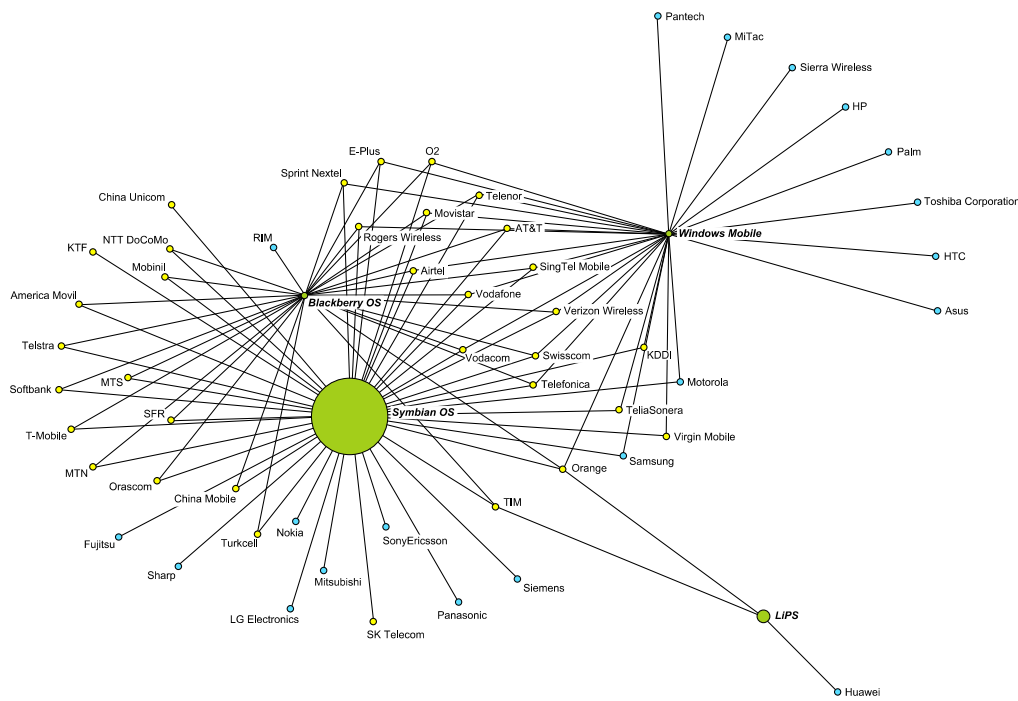 Pantech
MiTac
Sierra Wireless
HP
E-Plus
O2
Palm
Sprint Nextel
China Unicom
Telenor
Toshiba Corporation
Movistar
AT&T
Windows Mobile
Rogers Wireless
RIM
NTT DoCoMo
KTF
HTC
Mobinil
Airtel
SingTel Mobile
America Movil
Blackberry OS
Vodafone
Verizon Wireless
Asus
Telstra
Vodacom
Swisscom
KDDI
MTS
Softbank
Telefonica
Motorola
SFR
Symbian OS
TeliaSonera
T-Mobile
Virgin Mobile
Samsung
MTN
Orange
Orascom
China Mobile
TIM
Nokia
SonyEricsson
Fujitsu
Turkcell
Sharp
Mitsubishi
Siemens
LG Electronics
Panasonic
LiPS
SK Telecom
Huawei